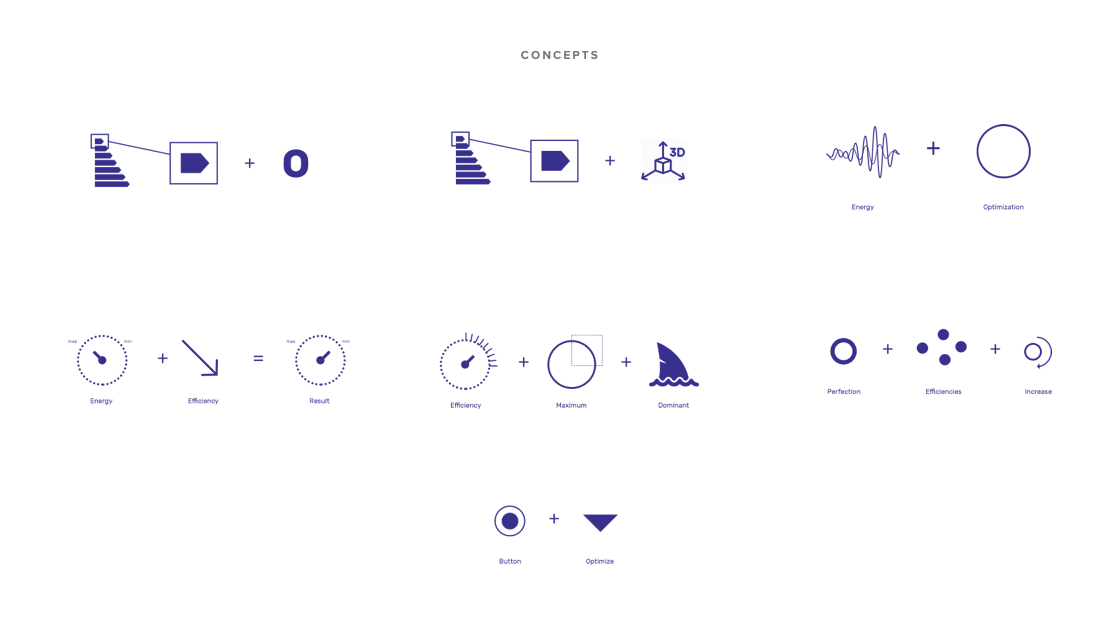 CONCEPTS
+ O
+ 3D
+
Energy Optimization
max min + = max min
Energy Efficiency Result
+ +
Efficiency Maximum Dominant
+ +
Perfection Efficiencies Increase
+
Button Optimize